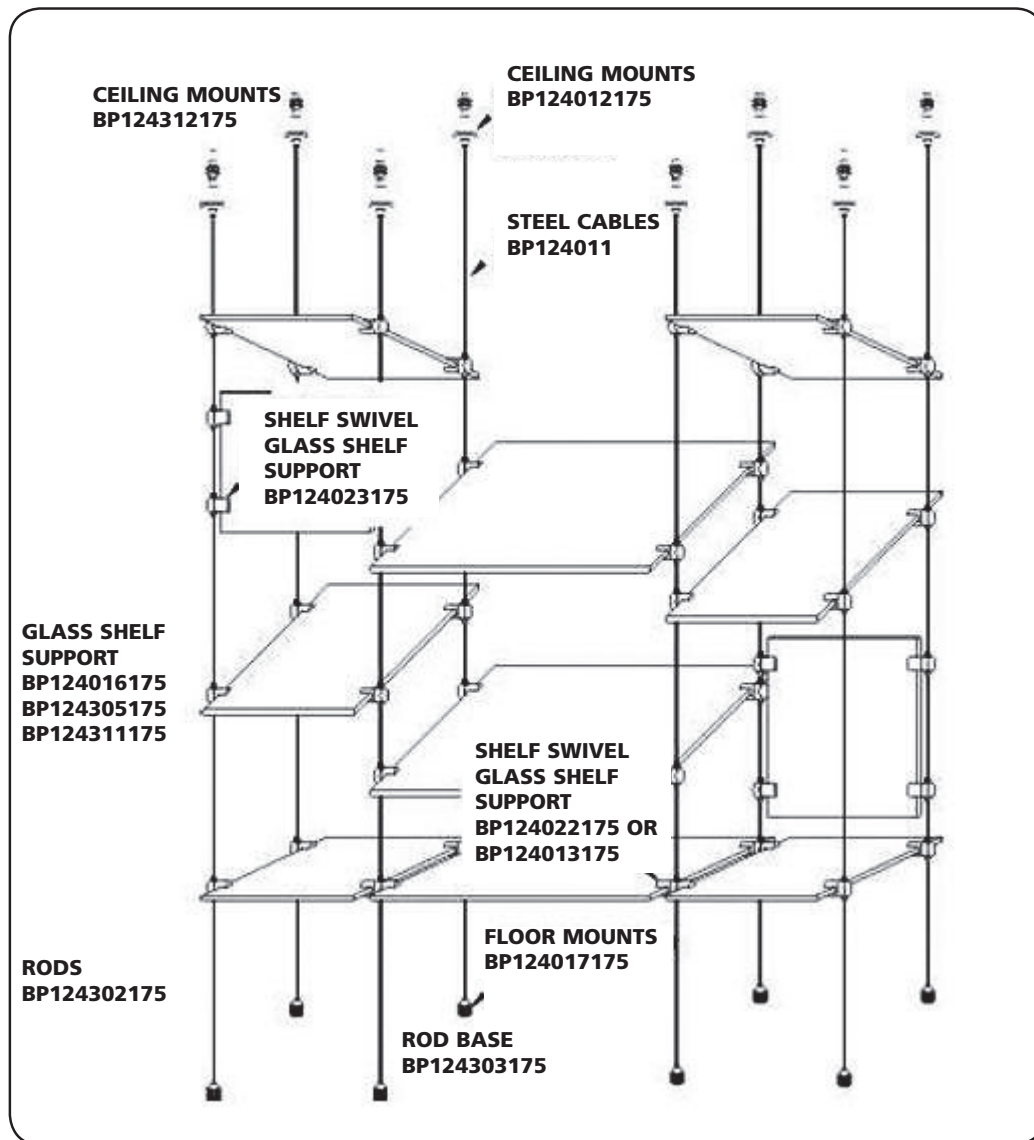 CEILING MOUNTS
BP124312175
CEILING MOUNTS
BP124012175
STEEL CABLES
BP124011
SHELF SWIVEL
GLASS SHELF
SUPPORT
BP124023175
GLASS SHELF
SUPPORT
BP124016175
BP124305175
BP124311175
SHELF SWIVEL
GLASS SHELF
SUPPORT
BP124022175 OR
BP124013175
FLOOR MOUNTS
BP124017175
RODS
BP124302175
ROD BASE
BP124303175